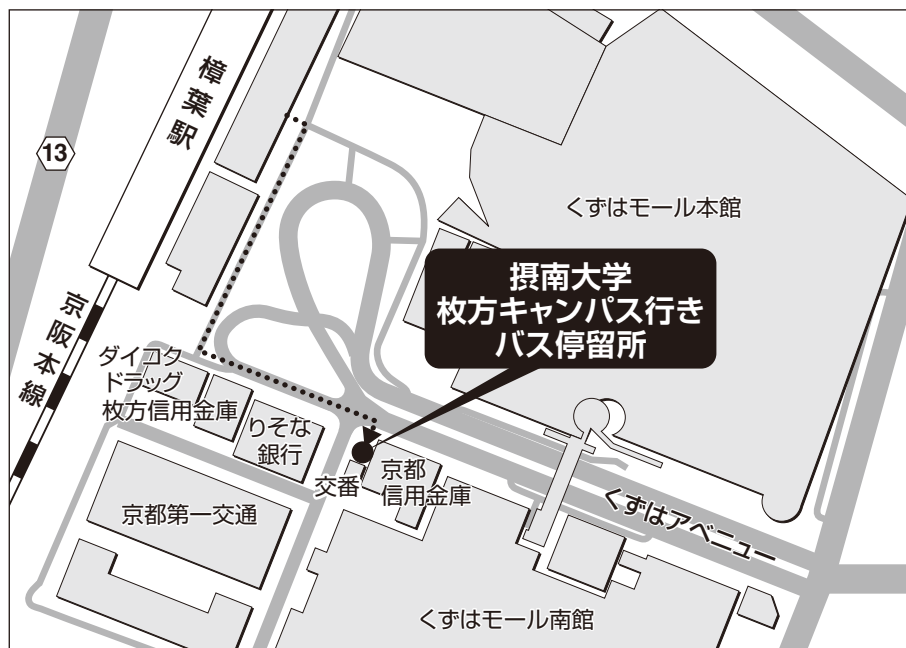 樟葉駅
13
くずはモール本館
摂南大学
枚方キャンパス行き
バス停留所
京阪本線
ダイコク
ドラッグ
枚方信用金庫
りそな
銀行
交番
京都
信用金庫
京都第一交通
くずはアベニュー
くずはモール南館